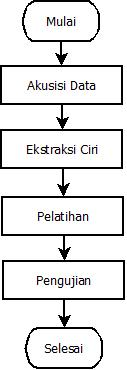 Mulai
Akusisi Data
Ekstraksi Ciri
Pelatihan
Pengujian
Selesai